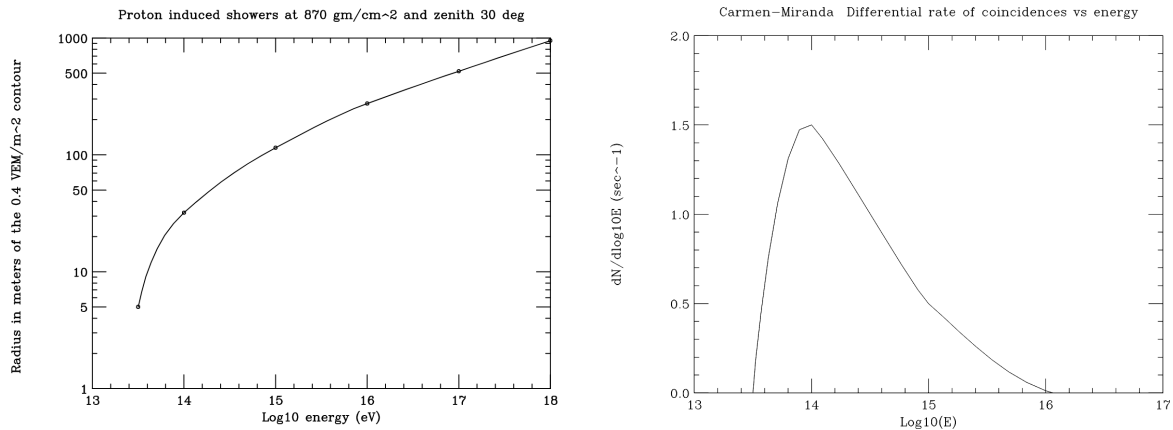 Proton induced showers at 870 gm/cm^2 and zenith 30 deg
Radius in meters of the 0.4 VEM/m^2 contour
1000
500
100
50
10
5
1
13 14 15 16 17 18
Log10 energy (eV)
Carmen-Miranda Differential rate of coincidences vs energy
dN/dlog10E (sec^-1)
2.0
1.5
1.0
0.5
0.0
13 14 15 16 17
Log10(E)